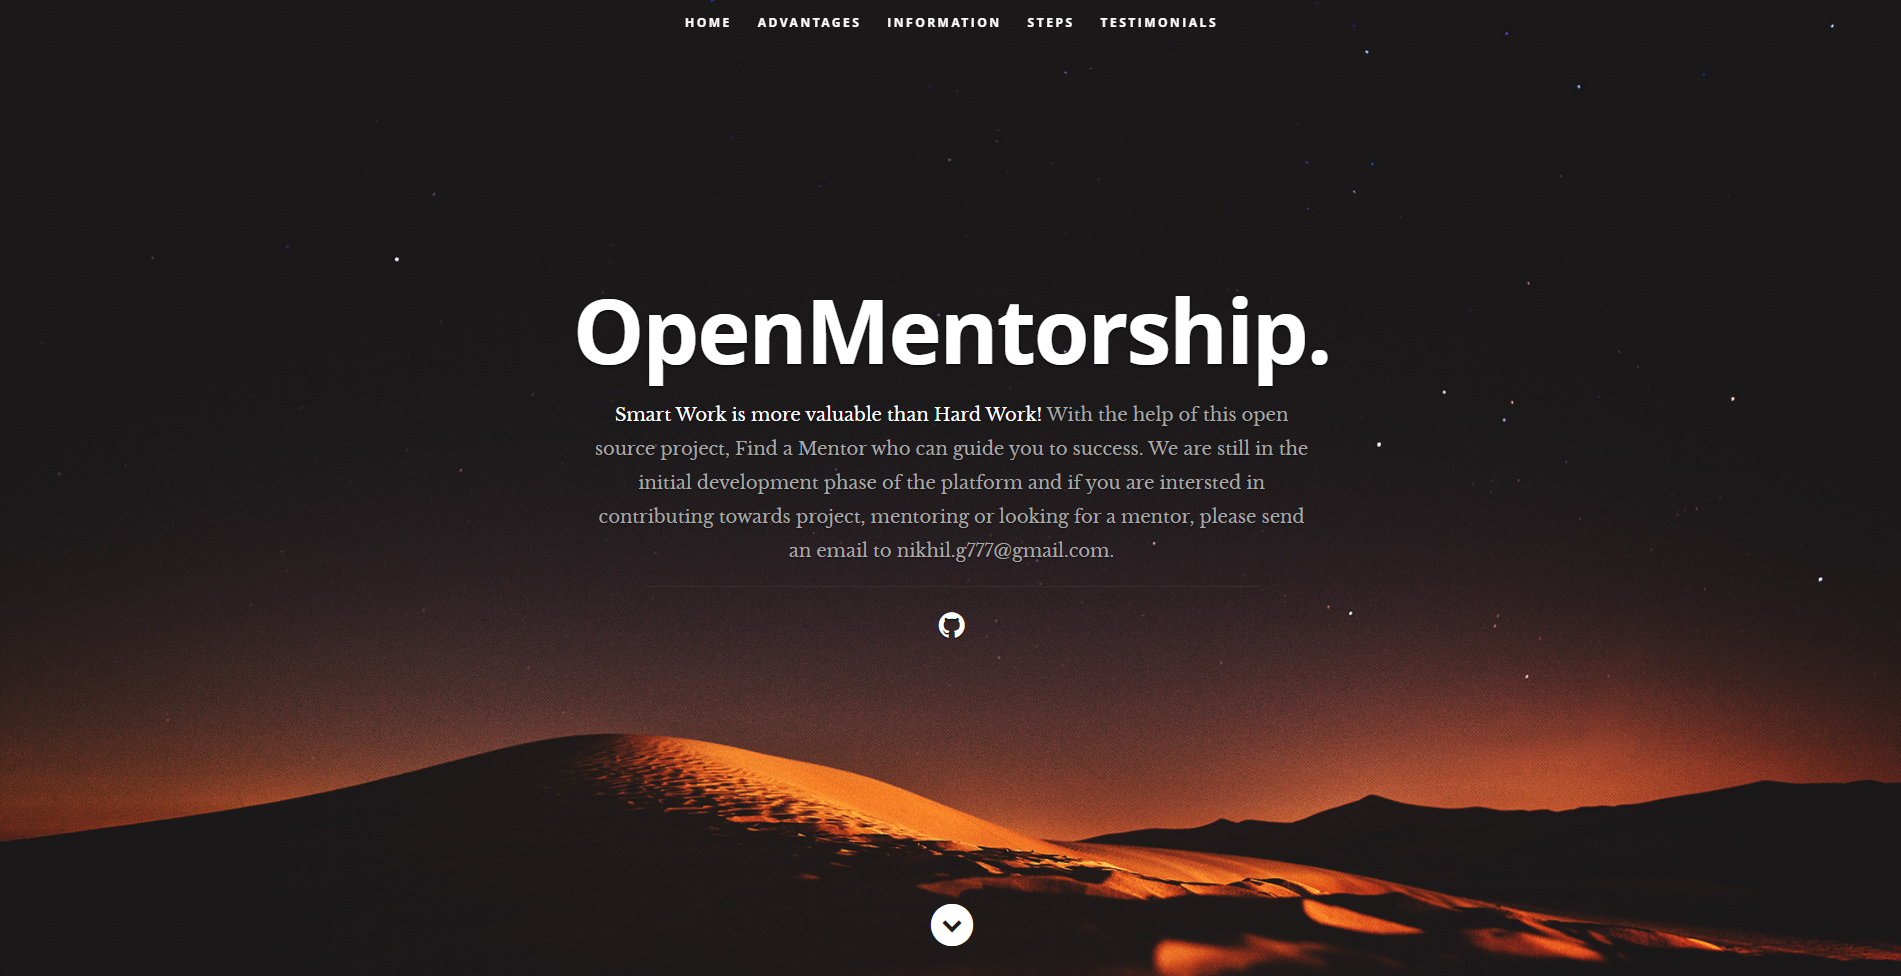 HOME ADVANTAGES INFORMATION STEPS TESTIMONIALS
OpenMentorship.
Smart Work is more valuable than Hard Work! With the help of this open
source project, Find a Mentor who can guide you to success. We are still in the
initial development phase of the platform and if you are intersted in
contributing towards project, mentoring or looking for a mentor, please send
an email to nikhil.g777@gmail.com.